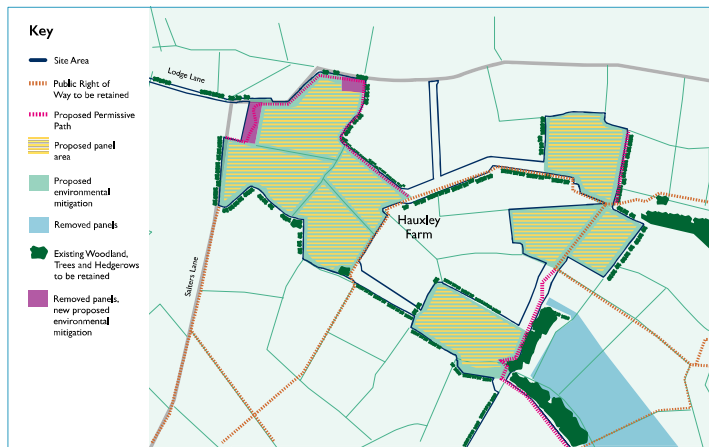 Key
Site Area
Public Right
of Way to be retained
Proposed Permissive
Path
Proposed panel
area
Proposed
environmental
mitigation
Removed panels
Existing Woodland,
Trees and Hedgerows
to be retained
Removed panels,
new proposed
environmental
mitigation
Lodge Lane
Salters Lane
Hauxley
Farm